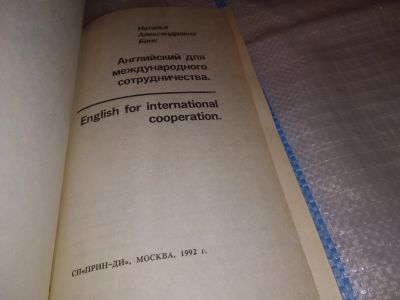 Наталья
Александровна
Бонк
Английский для
международного
сотрудничества.
English for international
cooperation.
СП«ПРИН-ДИ», МОСКВА, 1992 г.